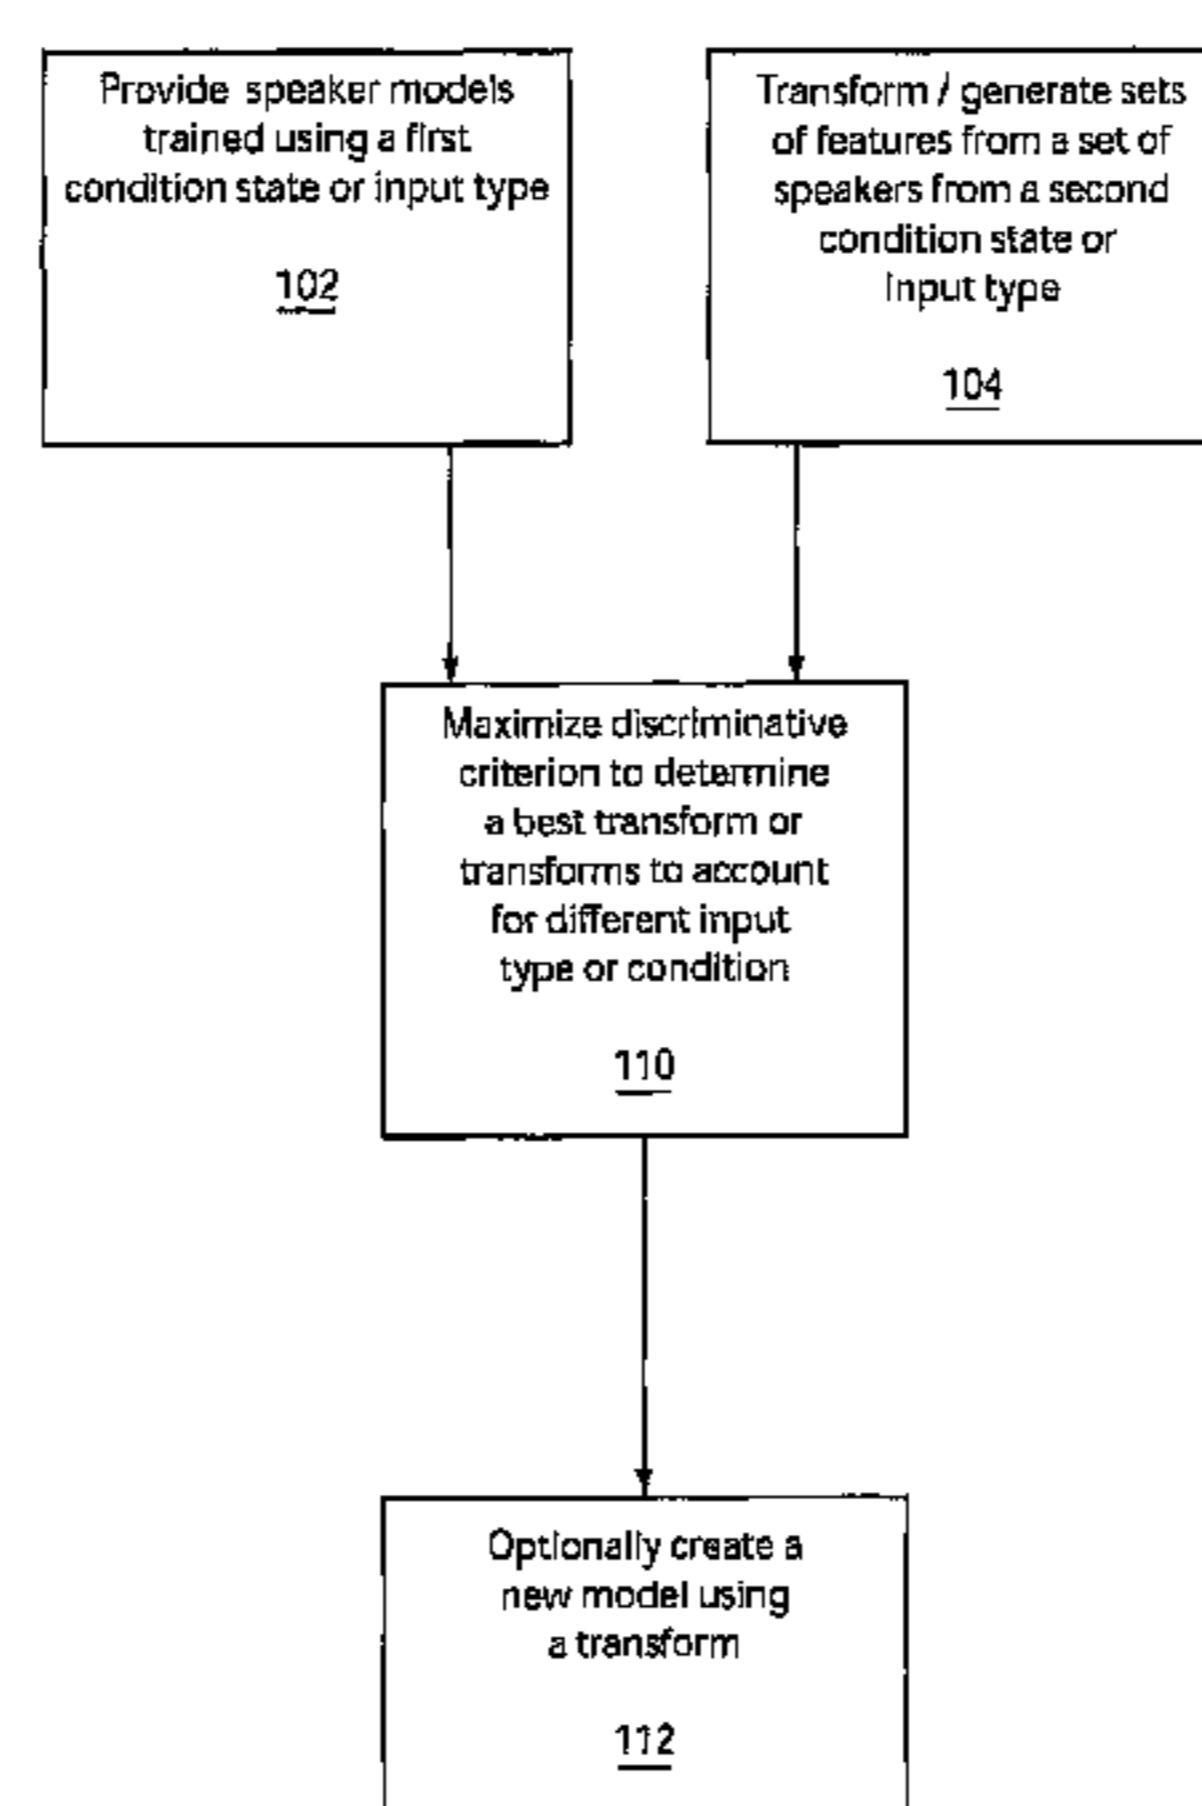 Provide speaker models
trained using a first
condition state or input type
102
Transform / generate sets
of features from a set of
speakers from a second
condition state or
input type
104
Maximize discriminative
criterion to determine
a best transform or
transforms to account
for different input
type or condition
110
Optionally create a
new model using
a transform
112